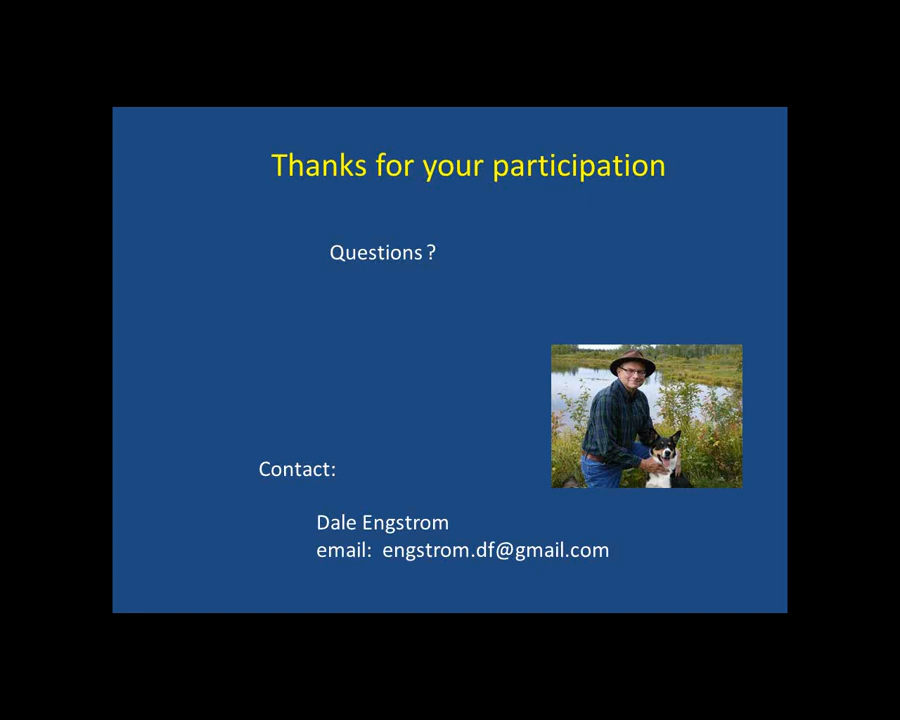 Thanks for your participation
Questions ?
Contact:
Dale Engstrom
email: engstrom.df@gmail.com